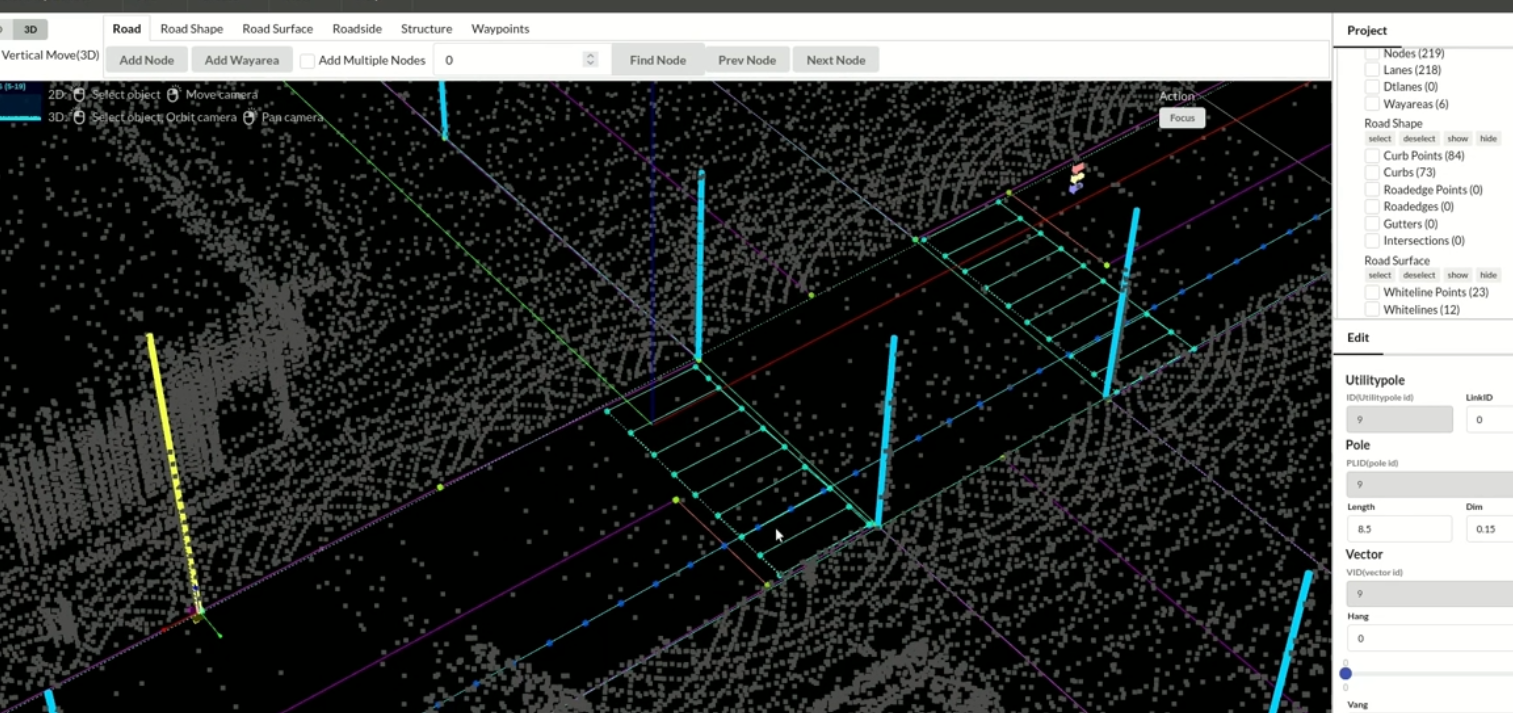 3D
Road Road Shape Road Surface Roadside Structure Waypoints
Vertical Move(3D)
Add Node Add Wayarea Add Multiple Nodes 0 Find Node Prev Node Next Node
(5-19)
2D: Select object Move camera
3D: Select object, Orbit camera Pan camera
Action
Focus
Project
Nodes (219)
Lanes (218)
Dtlanes (0)
Wayareas (6)
Road Shape
select deselect show hide
Curb Points (84)
Curbs (73)
Roadedge Points (0)
Roadedges (0)
Gutters (0)
Intersections (0)
Road Surface
select deselect show hide
Whiteline Points (23)
Whitelines (12)
Edit
Utilitypole
ID(Utilitypole id) LinkID
9 0
Pole
PLID(pole id)
9
Length Dim
8.5 0.15
Vector
VID(vector id)
9
Hang
0
0
0
Vang